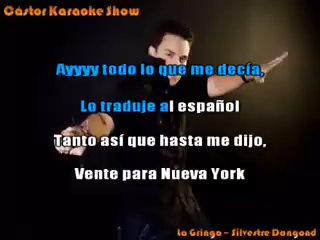 Cástor Karaoke Show
Ayyyy todo lo que me decía,
Lo traduje al español
Tanto así que hasta me dijo,
Vente para Nueva York
La Gringa - Silvestre Dangond